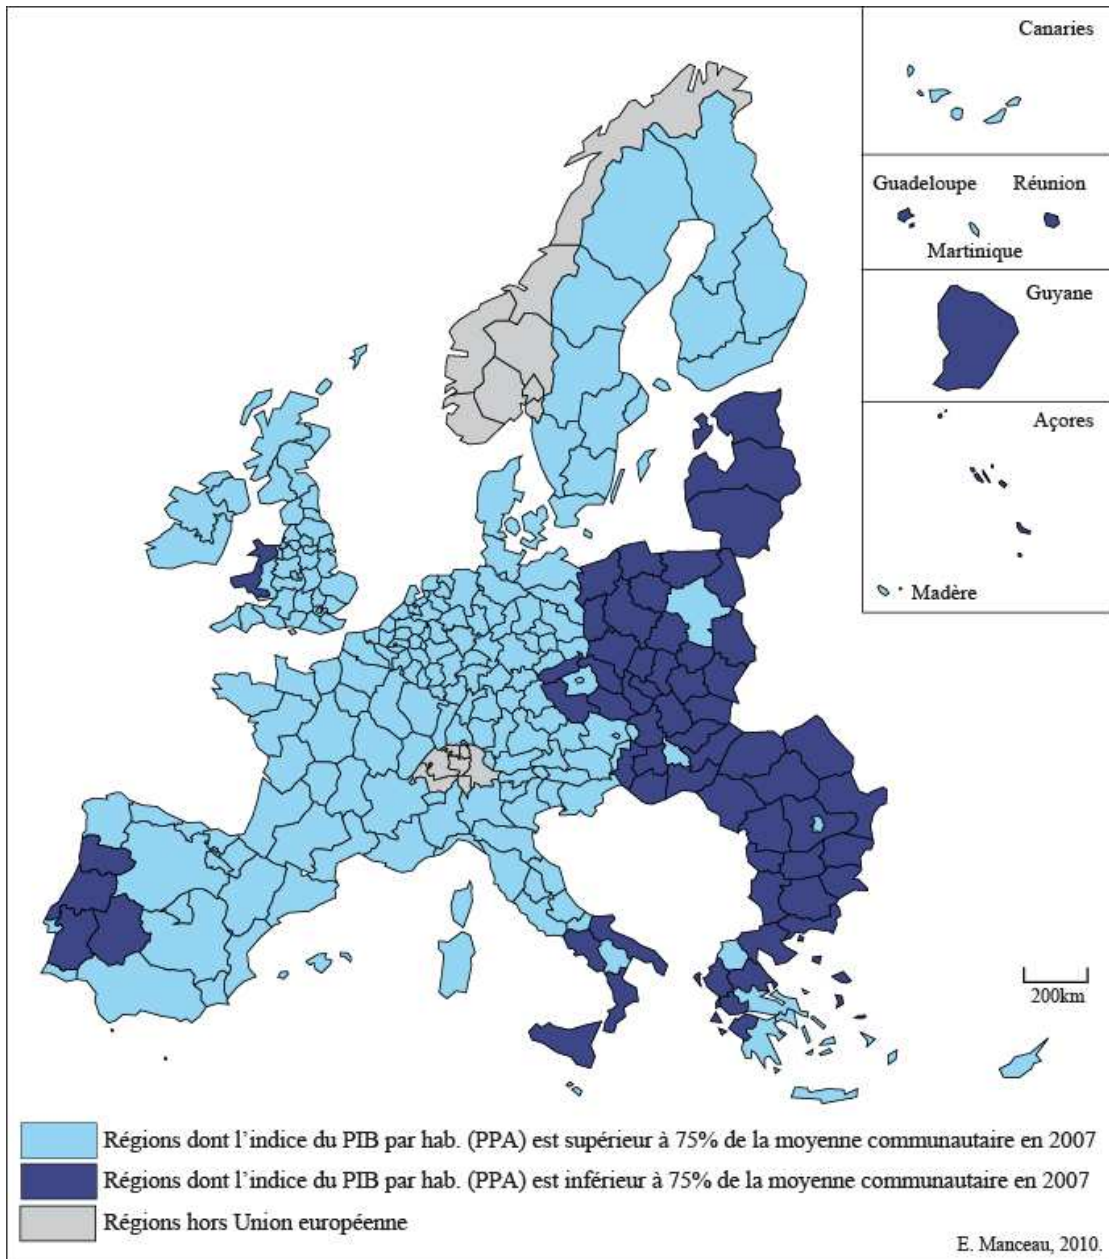 Canaries
Guadeloupe
Réunion
Martinique
Guyane
Açores
Madère
200km
Régions dont l'indice du PIB par hab. (PPA) est supérieur à 75% de la moyenne communautaire en 2007
Régions dont l'indice du PIB par hab. (PPA) est inférieur à 75% de la moyenne communautaire en 2007
Régions hors Union européenne
E. Manceau, 2010.